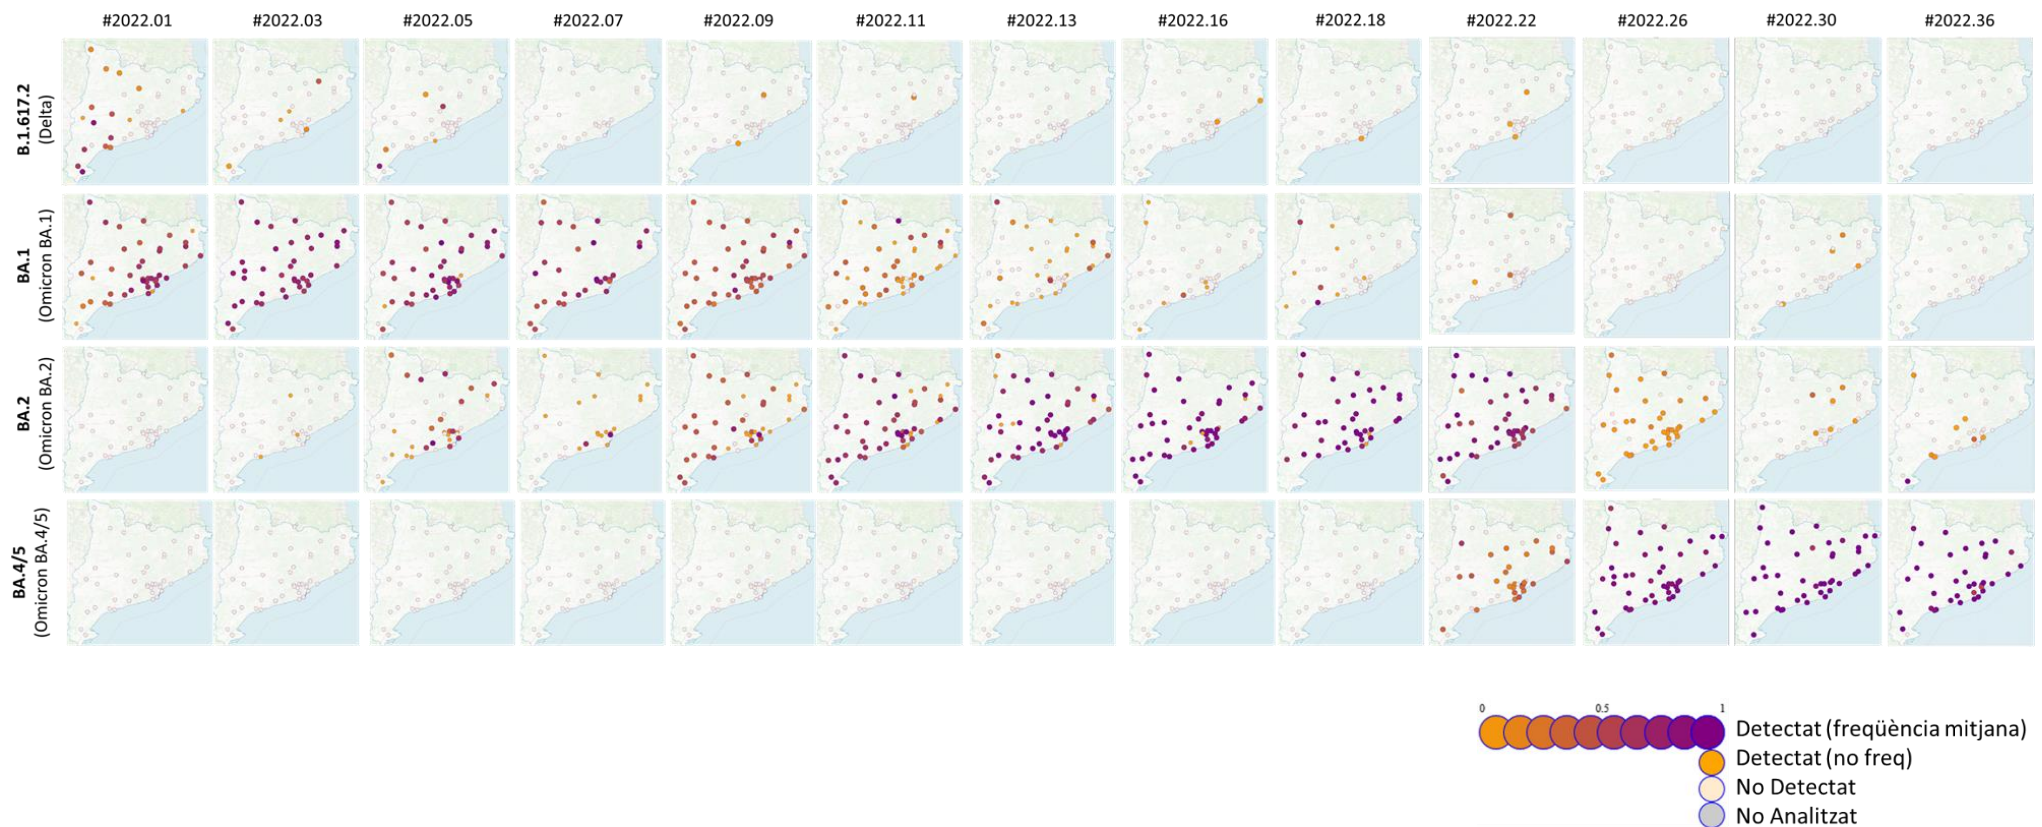 #2022.01 #2022.03 #2022.05 #2022.07 #2022.09 #2022.11 #2022.13 #2022.16 #2022.18 #2022.22 #2022.26 #2022.30 #2022.36
B.1.617.2
(Delta)
BA.1
(Omicron BA.1)
BA.2
(Omicron BA.2)
BA.4/5
(Omicron BA.4/5)
0 0.5 1
Detectat (freqüència mitjana)
Detectat (no freq)
No Detectat
No Analitzat